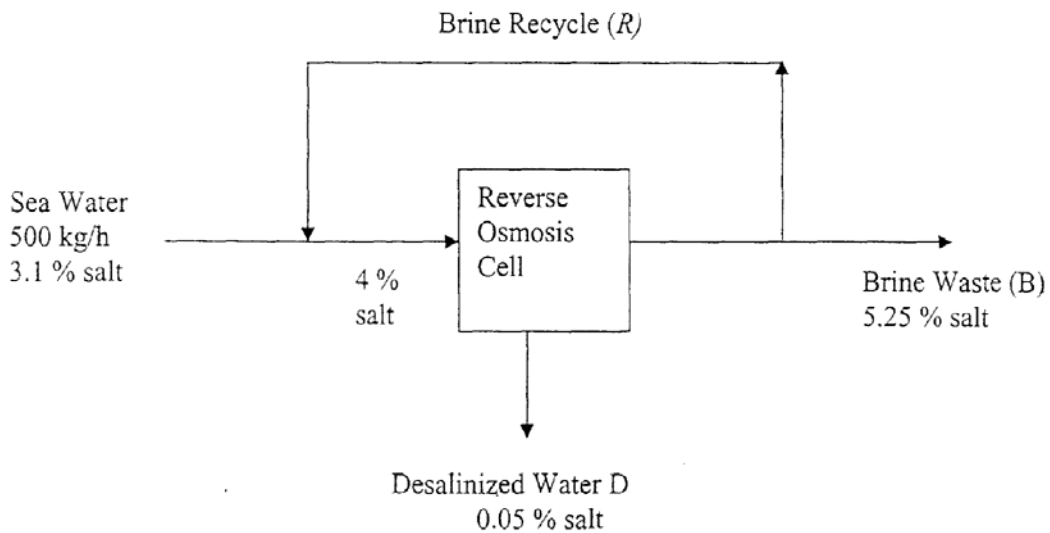 Brine Recycle (R)
Sea Water
500 kg/h
3.1 % salt
4 %
salt
Reverse
Osmosis
Cell
Brine Waste (B)
5.25 % salt
Desalinized Water D
0.05 % salt